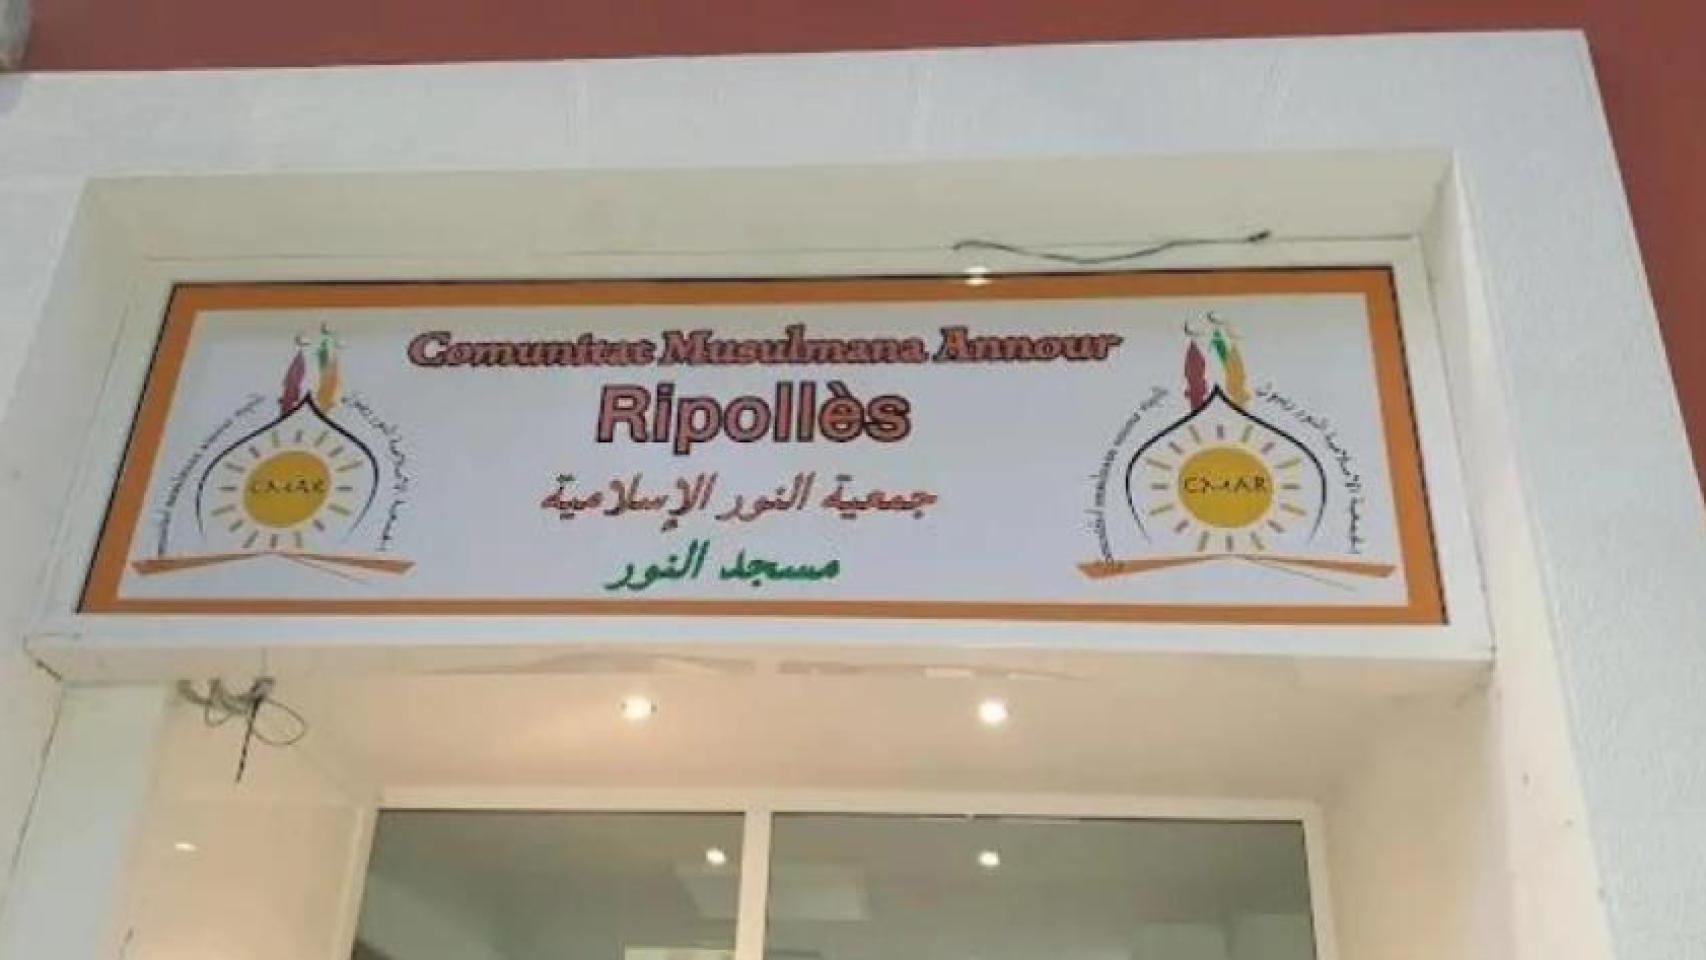 Comunitat Musulmana Annour
Ripollès
جمعية النور الإسلامية
مسجد النور
CMAR
CMAR